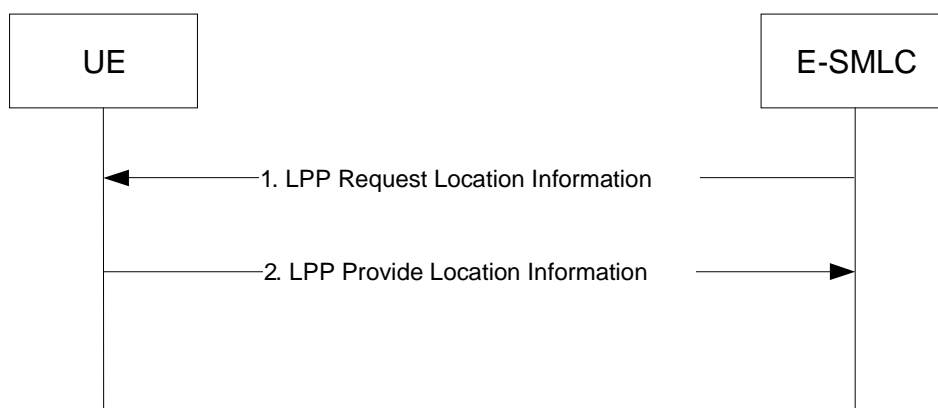 UE
E-SMLC
1. LPP Request Location Information
2. LPP Provide Location Information